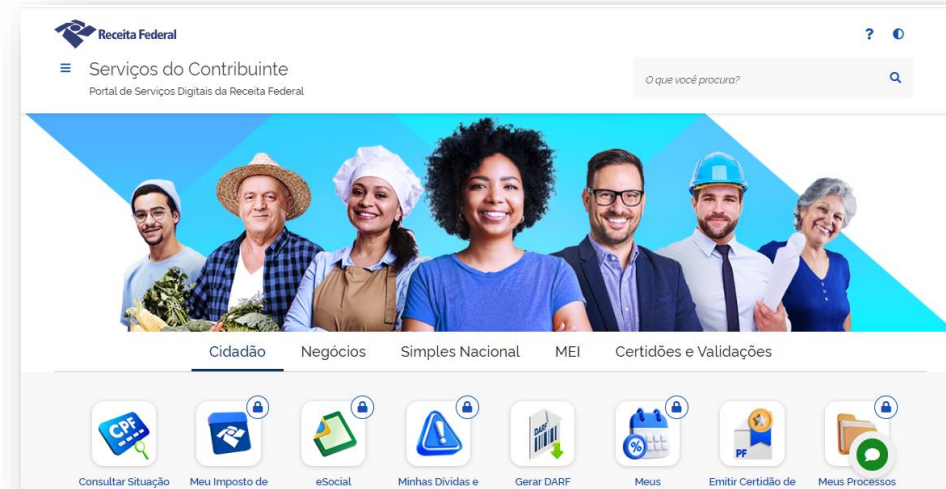 Receita Federal
?
Serviços do Contribuinte
Portal de Serviços Digitais da Receita Federal
O que você procura?
Cidadão Negócios Simples Nacional MEI Certidões e Validações
CPF
DARF
%
PF
Consultar Situação Meu Imposto de eSocial Minhas Dívidas e Gerar DARF Meus Emitir Certidão de Meus Processos